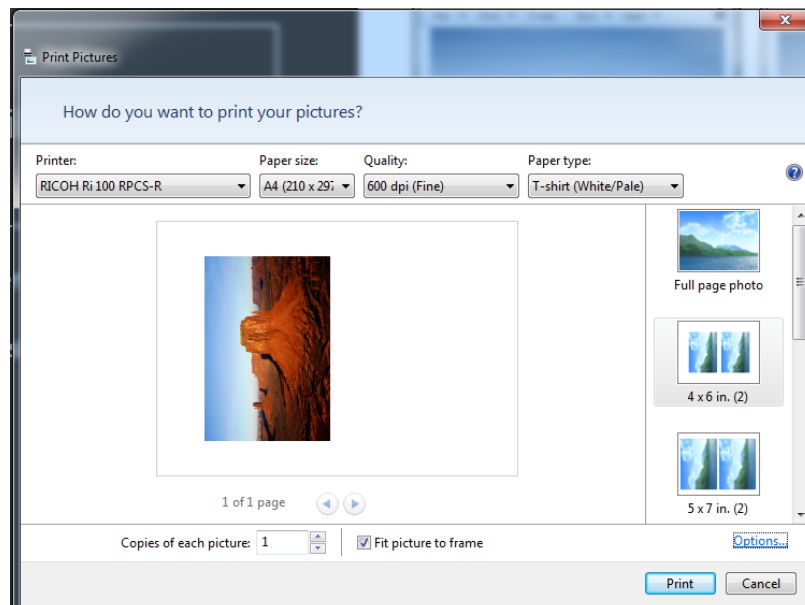 Print Pictures
How do you want to print your pictures?
Printer: Paper size: Quality: Paper type:
RICOH Ri 100 RPCS-R A4 (210 x 297 600 dpi (Fine) T-shirt (White/Pale)
Full page photo
4 x 6 in. (2)
5 x 7 in. (2)
1 of 1 page
Copies of each picture: 1 Fit picture to frame Options...
Print Cancel